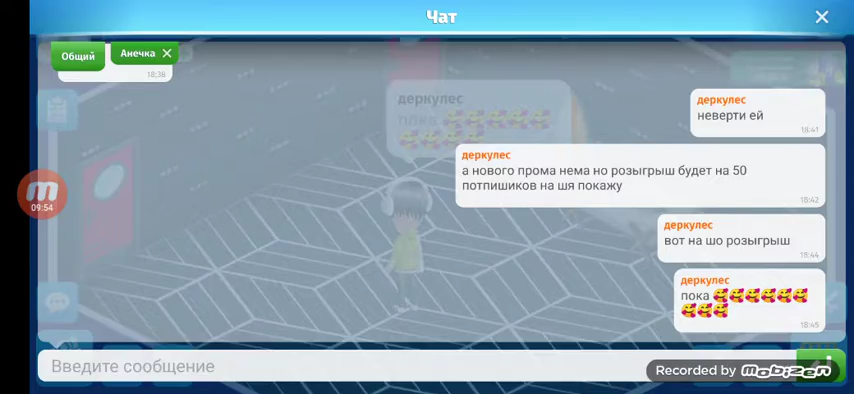 Чат
Общий
Анечка
18:38
деркулес
пока
деркулес
неверти ей
18:41
деркулес
а нового прома нема но розыгрыш будет на 50
потпишиков на шя покажу
18:42
деркулес
вот на шо розыгрыш
18:44
деркулес
пока 🥰🥰🥰🥰🥰🥰
🥰🥰🥰
18:45
09:54
Введите сообщение
Recorded by mobizen